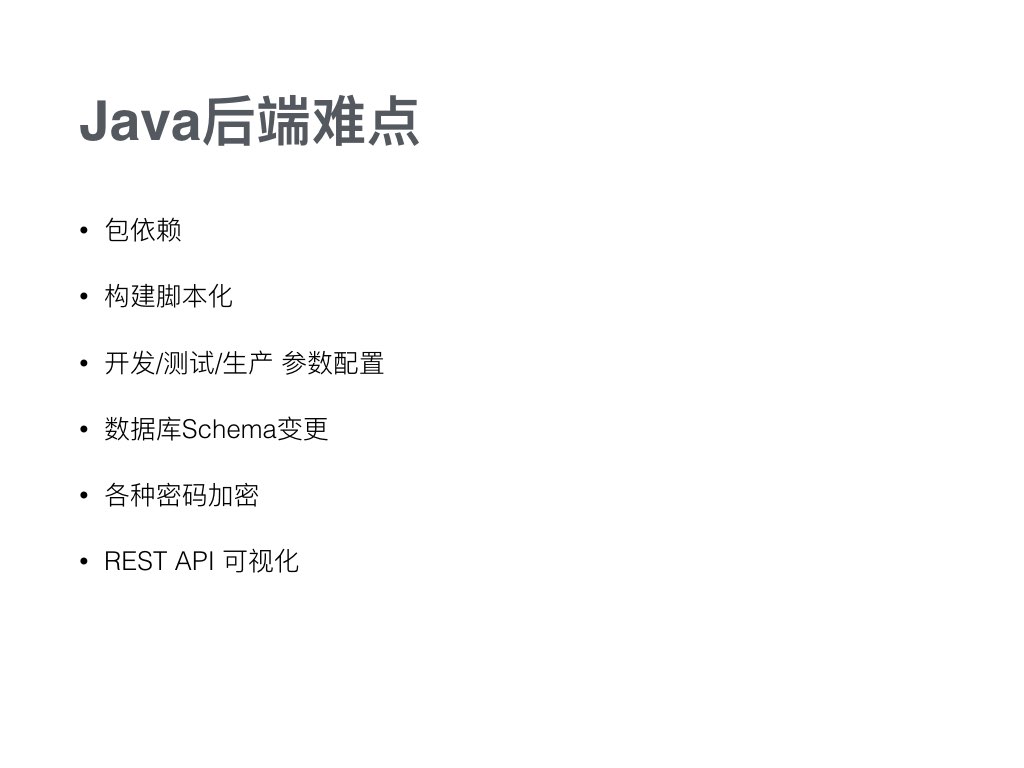 Java后端难点
• 包依赖
• 构建脚本化
• 开发/测试/生产 参数配置
• 数据库Schema变更
• 各种密码加密
• REST API 可视化